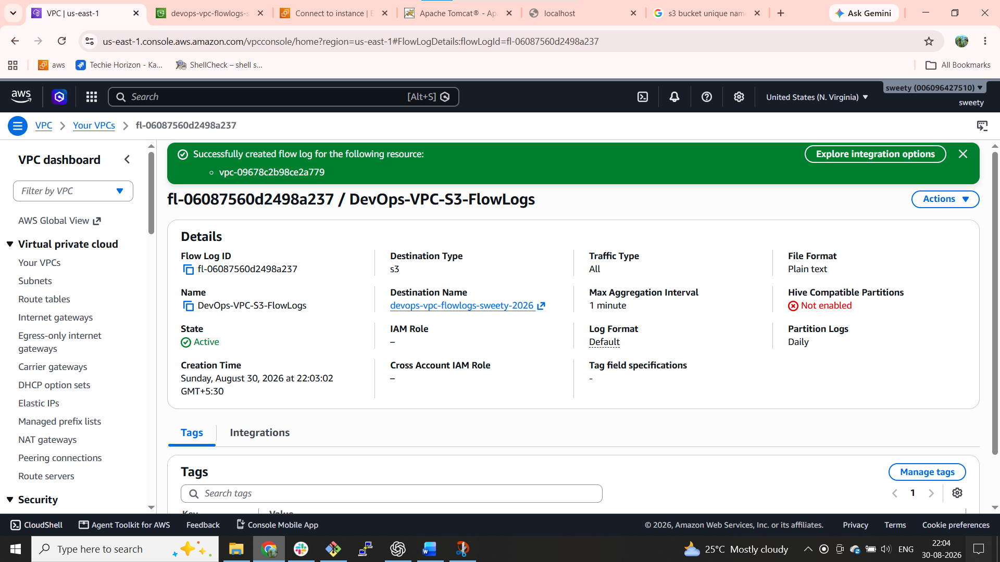 VPC | us-east-1
devops-vpc-flowlogs-s
Connect to instance | E
Apache Tomcat® - Ap
localhost
s3 bucket unique nam
Ask Gemini
us-east-1.console.aws.amazon.com/vpcconsole/home?region=us-east-1#FlowLogDetails:flowLogId=fl-06087560d2498a237
aws
Techie Horizon - Ka...
ShellCheck – shell s...
All Bookmarks
aws
Search
[Alt+S]
United States (N. Virginia)
sweety (006096427510)
sweety
VPC
Your VPCs
fl-06087560d2498a237
VPC dashboard
Filter by VPC
AWS Global View
Virtual private cloud
Your VPCs
Subnets
Route tables
Internet gateways
Egress-only internet
gateways
Carrier gateways
DHCP option sets
Elastic IPs
Managed prefix lists
NAT gateways
Peering connections
Route servers
Security
Successfully created flow log for the following resource:
vpc-09678c2b98ce2a779
Explore integration options
fl-06087560d2498a237 / DevOps-VPC-S3-FlowLogs
Actions
Details
Flow Log ID
fl-06087560d2498a237
Destination Type
s3
Traffic Type
All
File Format
Plain text
Name
DevOps-VPC-S3-FlowLogs
Destination Name
devops-vpc-flowlogs-sweety-2026
Max Aggregation Interval
1 minute
Hive Compatible Partitions
Not enabled
State
Active
IAM Role
–
Log Format
Default
Partition Logs
Daily
Creation Time
Sunday, August 30, 2026 at 22:03:02
GMT+5:30
Cross Account IAM Role
–
Tag field specifications
-
Tags
Integrations
Tags
Manage tags
Search tags
1
Key
Value
CloudShell
Agent Toolkit for AWS
Feedback
Console Mobile App
© 2026, Amazon Web Services, Inc. or its affiliates.
Privacy
Terms
Cookie preferences
Type here to search
25°C Mostly cloudy
ENG
22:04
30-08-2026